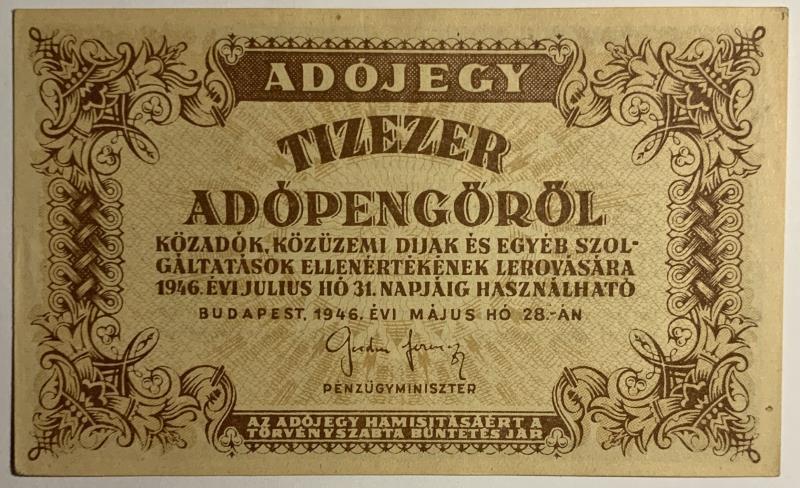 ADÓJEGY
TIZEZER
ADÓPENGŐRŐL
KÖZADÓK, KÖZÜZEMI DIJAK ÉS EGYÉB SZOL-
GÁLTATÁSOK ELLENÉRTÉKÉNEK LEROVÁSÁRA
1946. ÉVI JULIUS HÓ 31. NAPJÁIG HASZNÁLHATÓ
BUDAPEST, 1946. ÉVI MÁJUS HÓ 28.-ÁN
PÉNZÜGYMINISZTER
AZ ADÓJEGY HAMISITÁSÁÉRT A
TÖRVÉNYSZABTA BÜNTETÉS JÁR